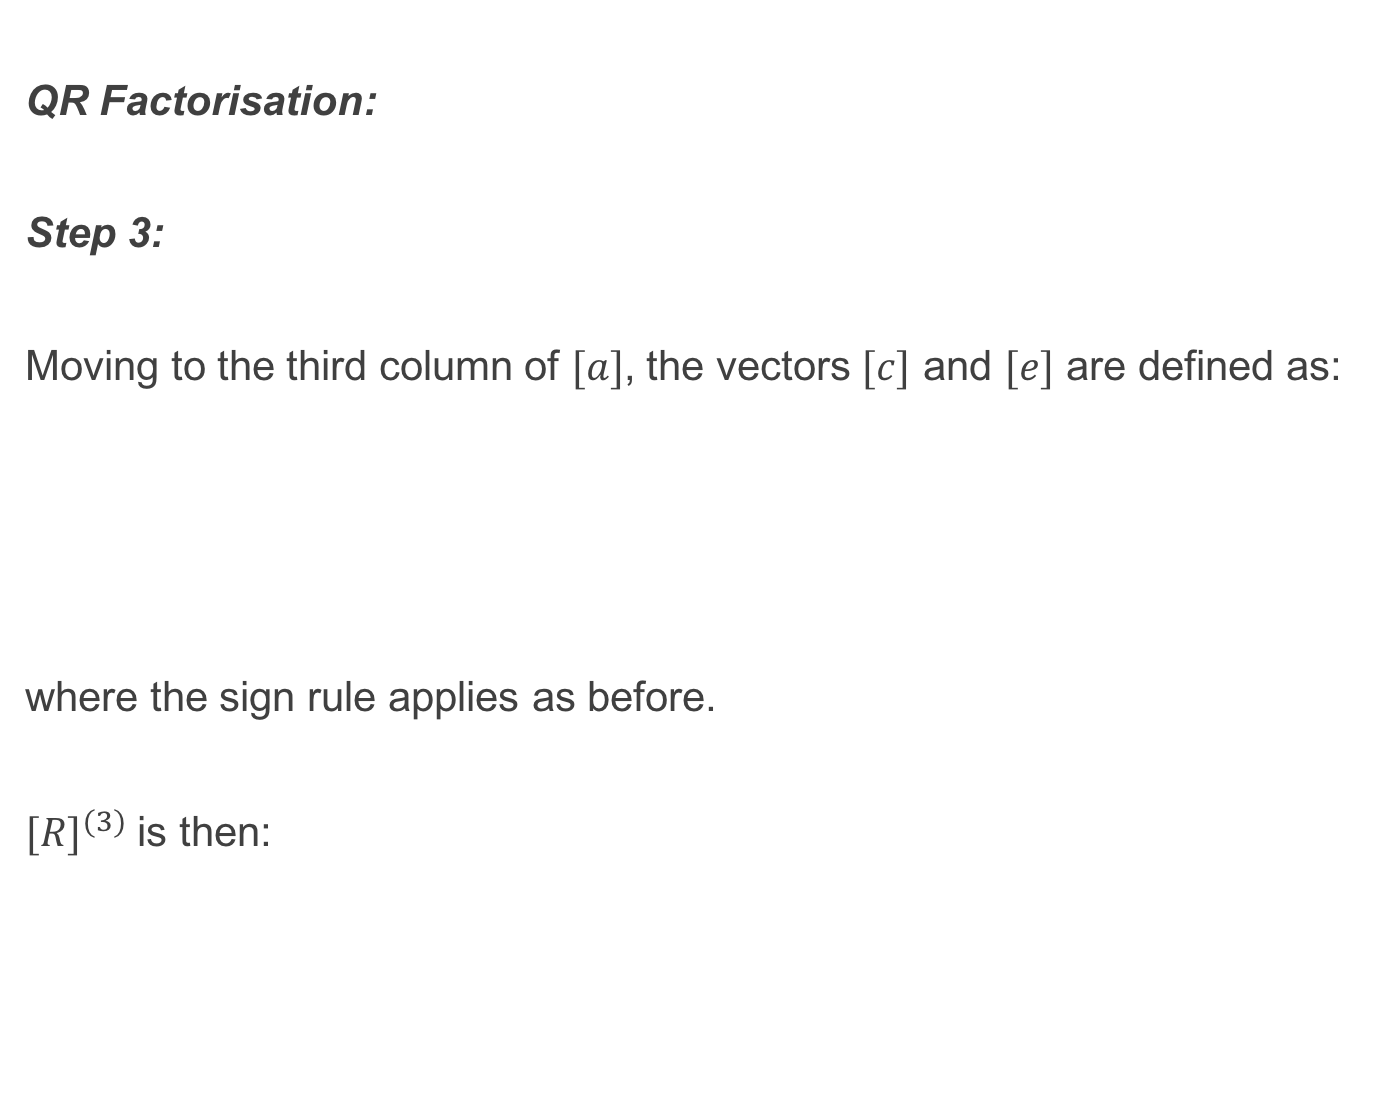 QR Factorisation:
Step 3:
Moving to the third column of [a], the vectors [c] and [e] are defined as:
where the sign rule applies as before.
[R]⁽³⁾ is then: